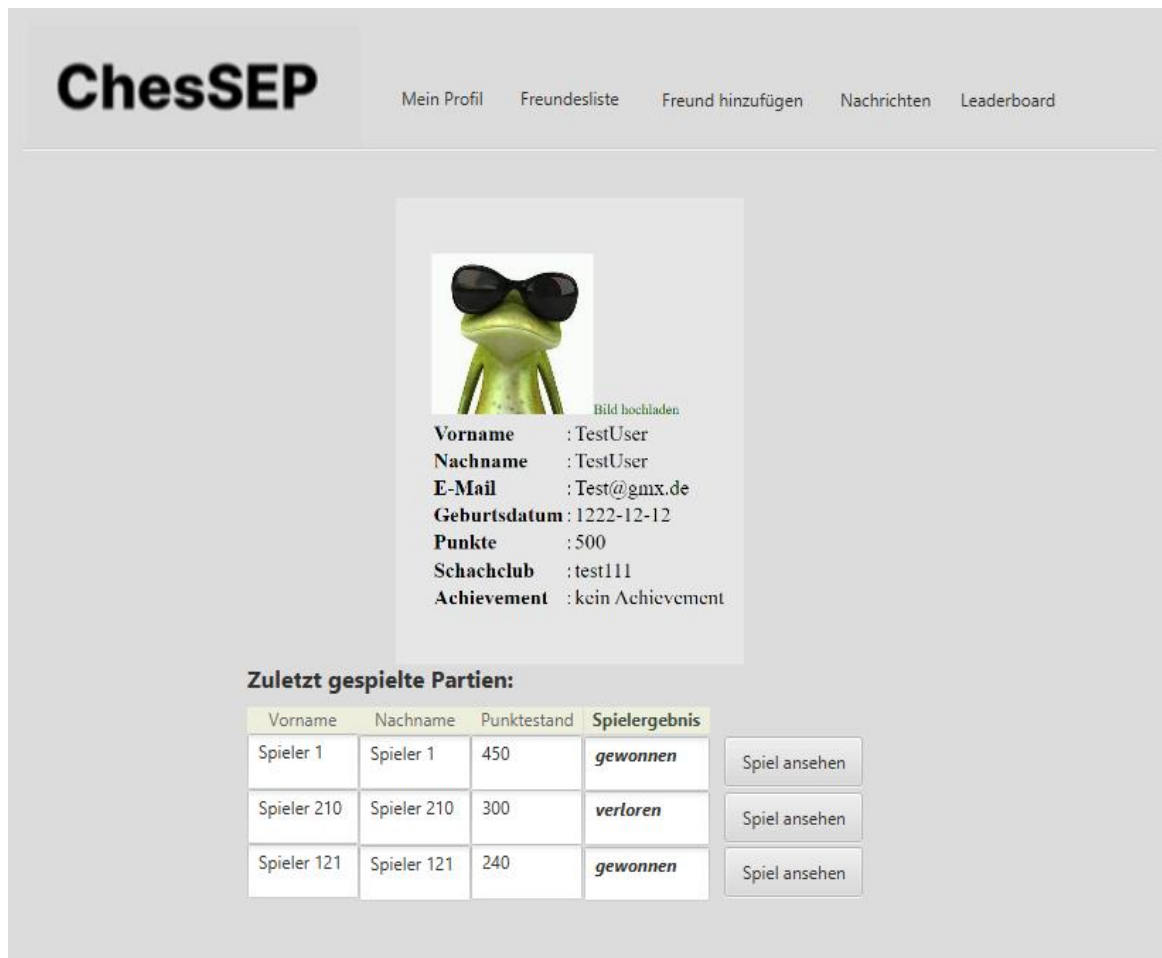 ChesSEP
Mein Profil Freundesliste Freund hinzufügen Nachrichten Leaderboard
Bild hochladen
Vorname : TestUser
Nachname : TestUser
E-Mail : Test@gmx.de
Geburtsdatum : 1222-12-12
Punkte : 500
Schachclub : test111
Achievement : kein Achievement
Zuletzt gespielte Partien:
Vorname Nachname Punktestand Spielergebnis
Spieler 1 Spieler 1 450 gewonnen Spiel ansehen
Spieler 210 Spieler 210 300 verloren Spiel ansehen
Spieler 121 Spieler 121 240 gewonnen Spiel ansehen